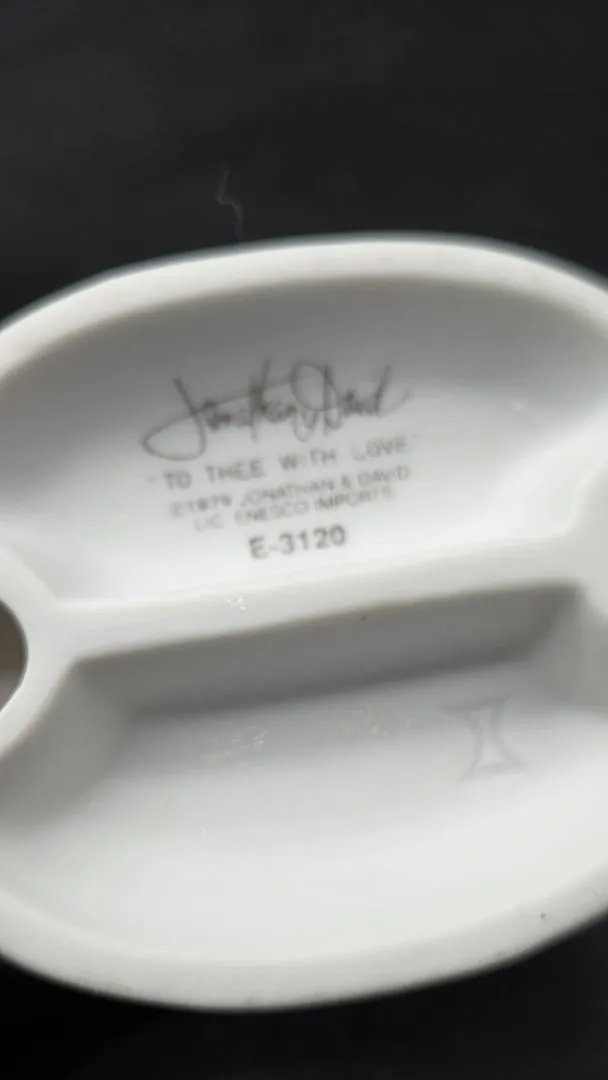 Jonathan & David
"TO THEE WITH LOVE"
©1979 JONATHAN & DAVID
LIC. ENESCO IMPORTS
E-3120